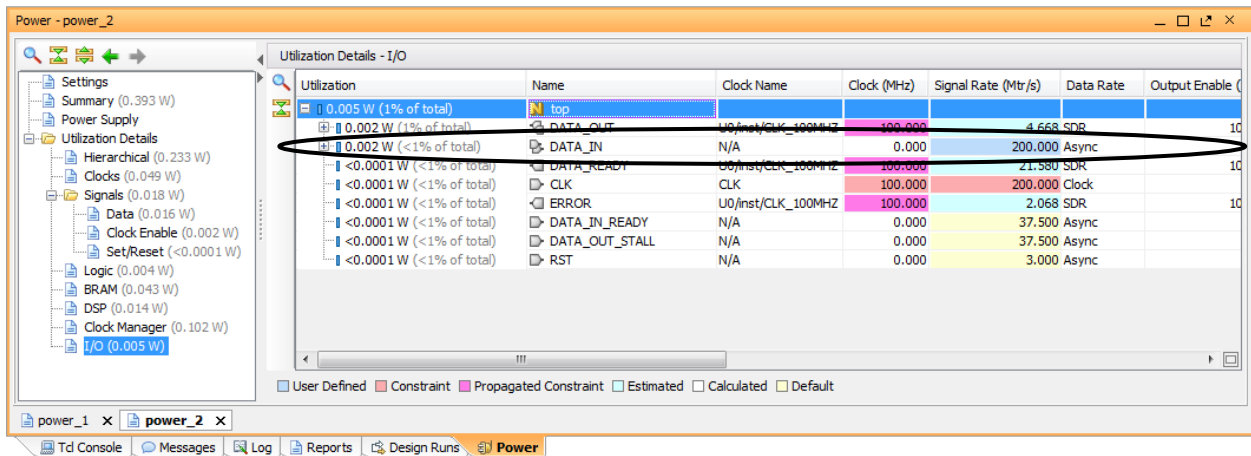 Power - power_2
Utilization Details - I/O
Settings
Summary (0.393 W)
Power Supply
Utilization Details
Hierarchical (0.233 W)
Clocks (0.049 W)
Signals (0.018 W)
Data (0.016 W)
Clock Enable (0.002 W)
Set/Reset (<0.0001 W)
Logic (0.004 W)
BRAM (0.043 W)
DSP (0.014 W)
Clock Manager (0.102 W)
I/O (0.005 W)
Utilization Name Clock Name Clock (MHz) Signal Rate (Mtr/s) Data Rate Output Enable (
0.005 W (1% of total) N top
0.002 W (1% of total) DATA_OUT U0/inst/CLK_100MHZ 100.000 4.668 SDR 10
0.002 W (<1% of total) DATA_IN N/A 0.000 200.000 Async
<0.0001 W (<1% of total) DATA_READY U0/inst/CLK_100MHZ 100.000 21.580 SDR 10
<0.0001 W (<1% of total) CLK CLK 100.000 200.000 Clock
<0.0001 W (<1% of total) ERROR U0/inst/CLK_100MHZ 100.000 2.068 SDR 10
<0.0001 W (<1% of total) DATA_IN_READY N/A 0.000 37.500 Async
<0.0001 W (<1% of total) DATA_OUT_STALL N/A 0.000 37.500 Async
<0.0001 W (<1% of total) RST N/A 0.000 3.000 Async
User Defined Constraint Propagated Constraint Estimated Calculated Default
power_1 power_2
Tcl Console Messages Log Reports Design Runs Power